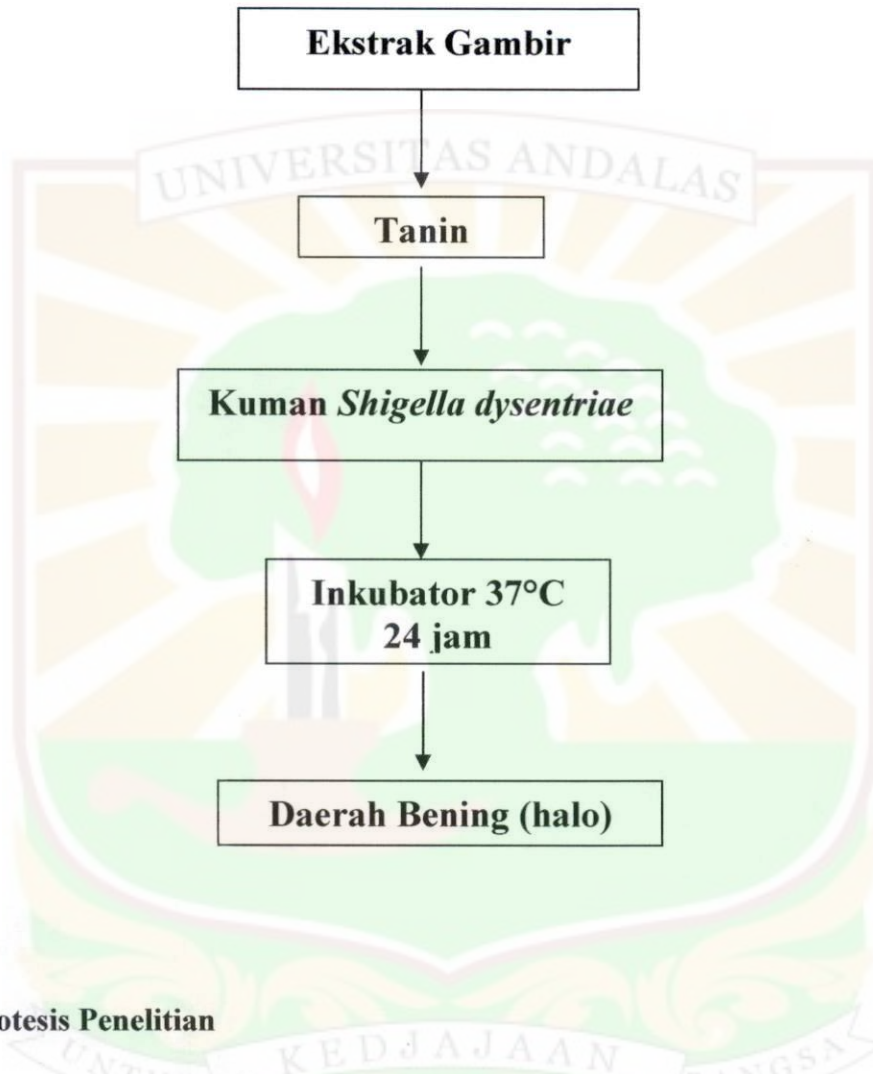 Ekstrak Gambir
UNIVERSITAS ANDALAS
Tanin
Kuman Shigella dysentriae
Inkubator 37°C
24 jam
Daerah Bening (halo)
otesis Penelitian
KEDJAJAAN